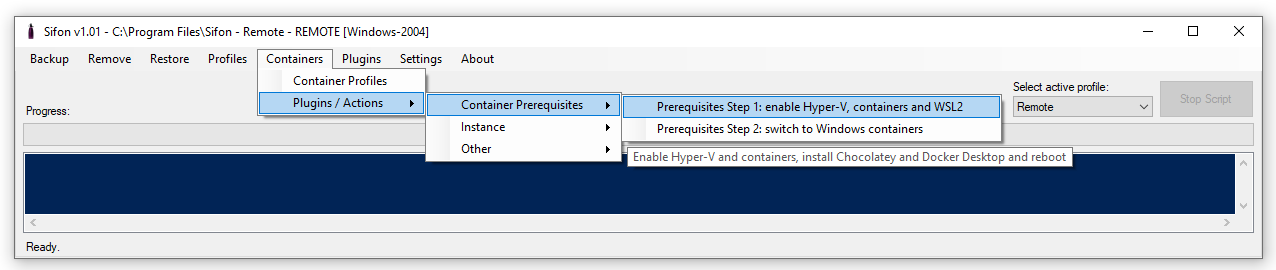 Sifon v1.01 - C:\Program Files\Sifon - Remote - REMOTE [Windows-2004]
Backup Remove Restore Profiles Containers Plugins Settings About
Container Profiles
Plugins / Actions
Select active profile:
Container Prerequisites
Prerequisites Step 1: enable Hyper-V, containers and WSL2
Remote
Stop Script
Progress:
Instance
Prerequisites Step 2: switch to Windows containers
Other
Enable Hyper-V and containers, install Chocolatey and Docker Desktop and reboot
Ready.